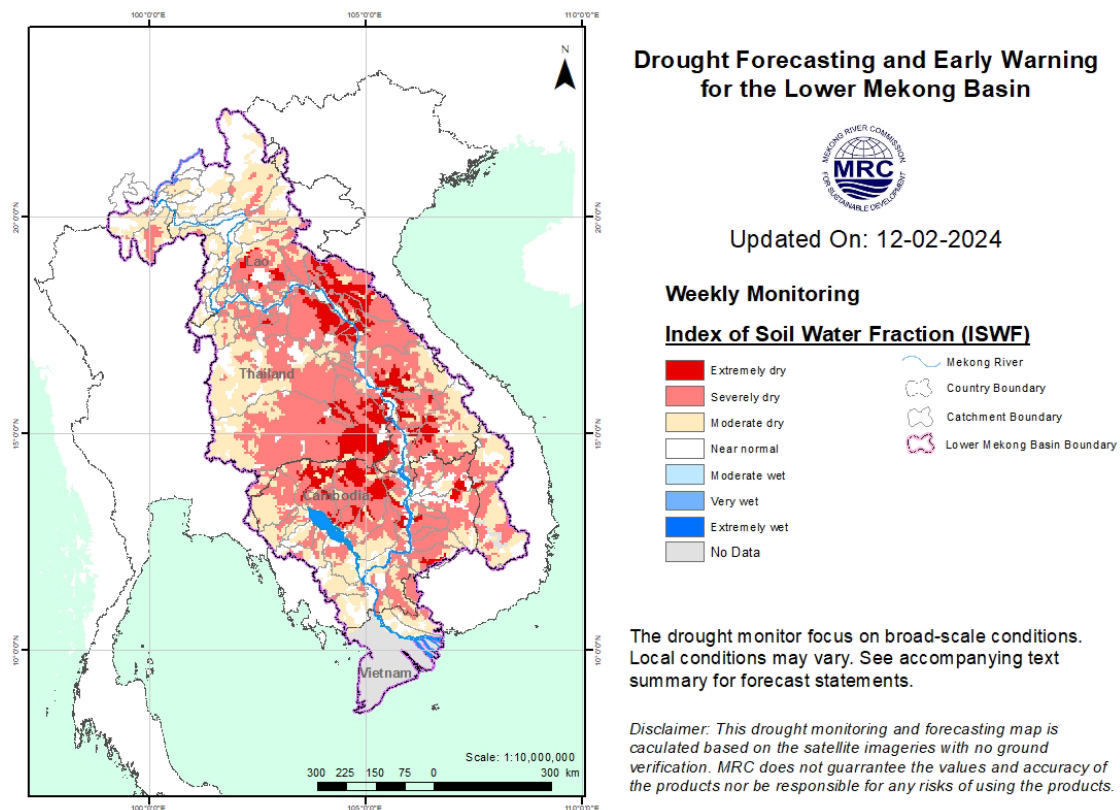 100°0'0"E
105°0'0"E
110°0'0"E
N
20°0'0"N
20°0'0"N
15°0'0"N
15°0'0"N
10°0'0"N
10°0'0"N
Lao
Thailand
Cambodia
Vietnam
Scale: 1:10,000,000
300 225 150 75 0 300 km
100°0'0"E
105°0'0"E
110°0'0"E
Drought Forecasting and Early Warning
for the Lower Mekong Basin
MEKONG RIVER COMMISSION
MRC
FOR SUSTAINABLE DEVELOPMENT
Updated On: 12-02-2024
Weekly Monitoring
Index of Soil Water Fraction (ISWF)
Extremely dry
Severely dry
Moderate dry
Near normal
Moderate wet
Very wet
Extremely wet
No Data
Mekong River
Country Boundary
Catchment Boundary
Lower Mekong Basin Boundary
The drought monitor focus on broad-scale conditions.
Local conditions may vary. See accompanying text
summary for forecast statements.
Disclaimer: This drought monitoring and forecasting map is
caculated based on the satellite imageries with no ground
verification. MRC does not guarrantee the values and accuracy of
the products nor be responsible for any risks of using the products.